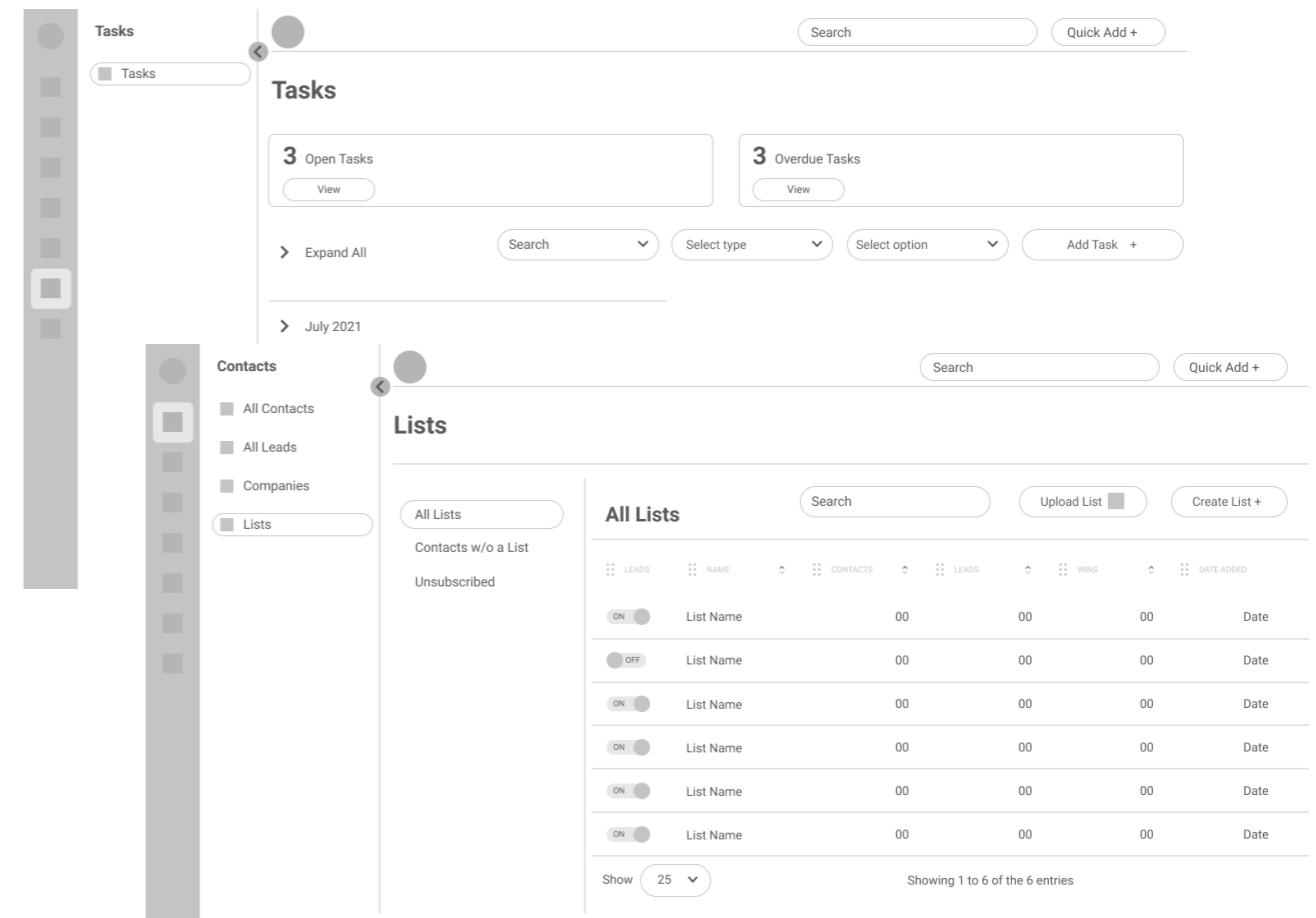 Tasks
Search
Quick Add +
Tasks
Tasks
3 Open Tasks
View
3 Overdue Tasks
View
Expand All
Search
Select type
Select option
Add Task +
July 2021
Contacts
Search
Quick Add +
All Contacts
All Leads
Companies
Lists
Lists
All Lists
Contacts w/o a List
Unsubscribed
All Lists
Search
Upload List
Create List +
LEADS NAME CONTACTS LEADS WINS DATE ADDED
ON List Name 00 00 00 Date
OFF List Name 00 00 00 Date
ON List Name 00 00 00 Date
ON List Name 00 00 00 Date
ON List Name 00 00 00 Date
ON List Name 00 00 00 Date
Show 25
Showing 1 to 6 of the 6 entries